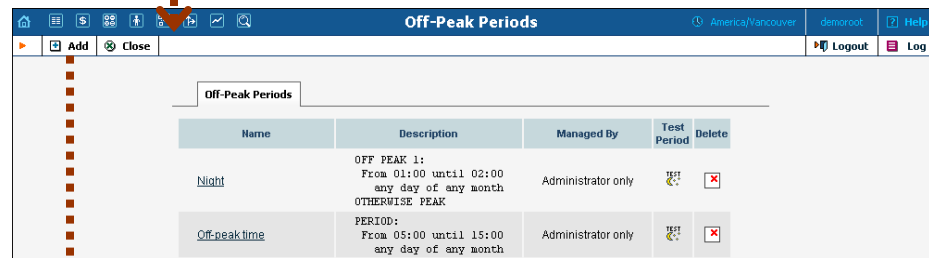 $
Off-Peak Periods
America/Vancouver
demoroot
? Help
Add
Close
Logout
Log
Off-Peak Periods
Name
Description
Managed By
Test Period
Delete
Night
OFF PEAK 1:
From 01:00 until 02:00
any day of any month
OTHERWISE PEAK
Administrator only
TEST
Off-peak time
PERIOD:
From 05:00 until 15:00
any day of any month
Administrator only
TEST